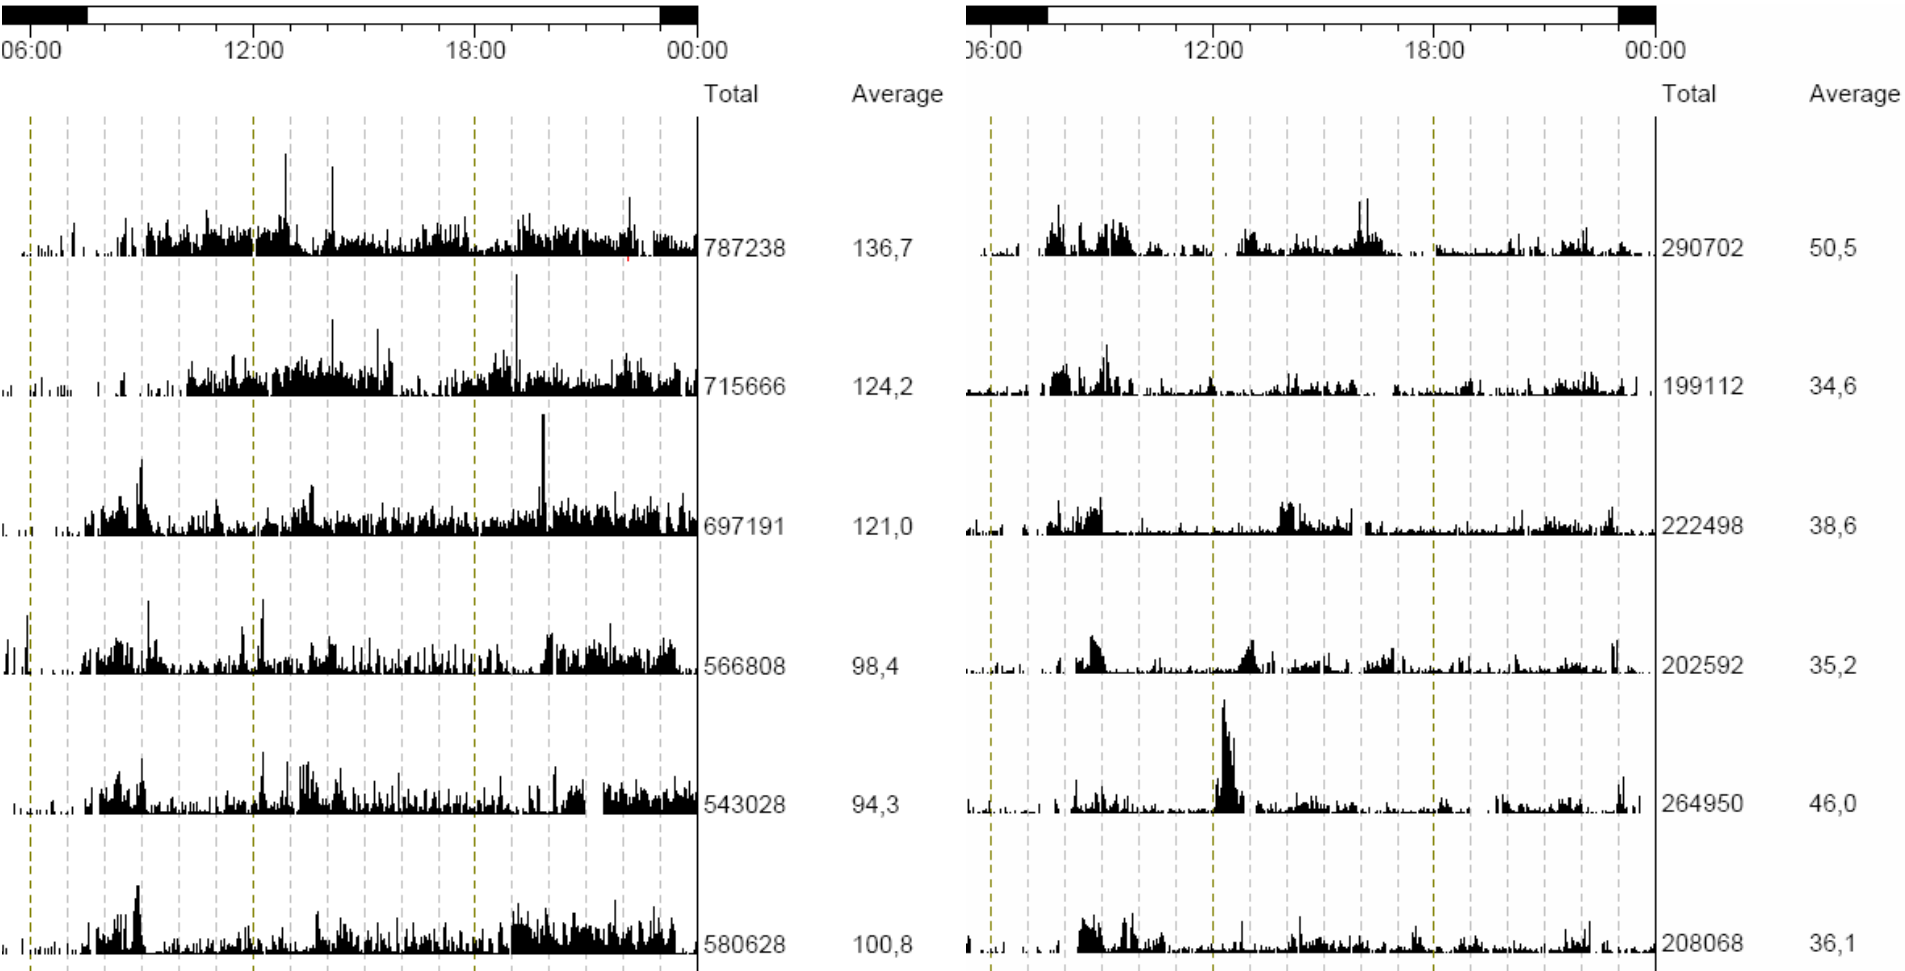 06:00 12:00 18:00 00:00 06:00 12:00 18:00 00:00
Total Average Total Average
787238 136,7 290702 50,5
715666 124,2 199112 34,6
697191 121,0 222498 38,6
566808 98,4 202592 35,2
543028 94,3 264950 46,0
580628 100,8 208068 36,1